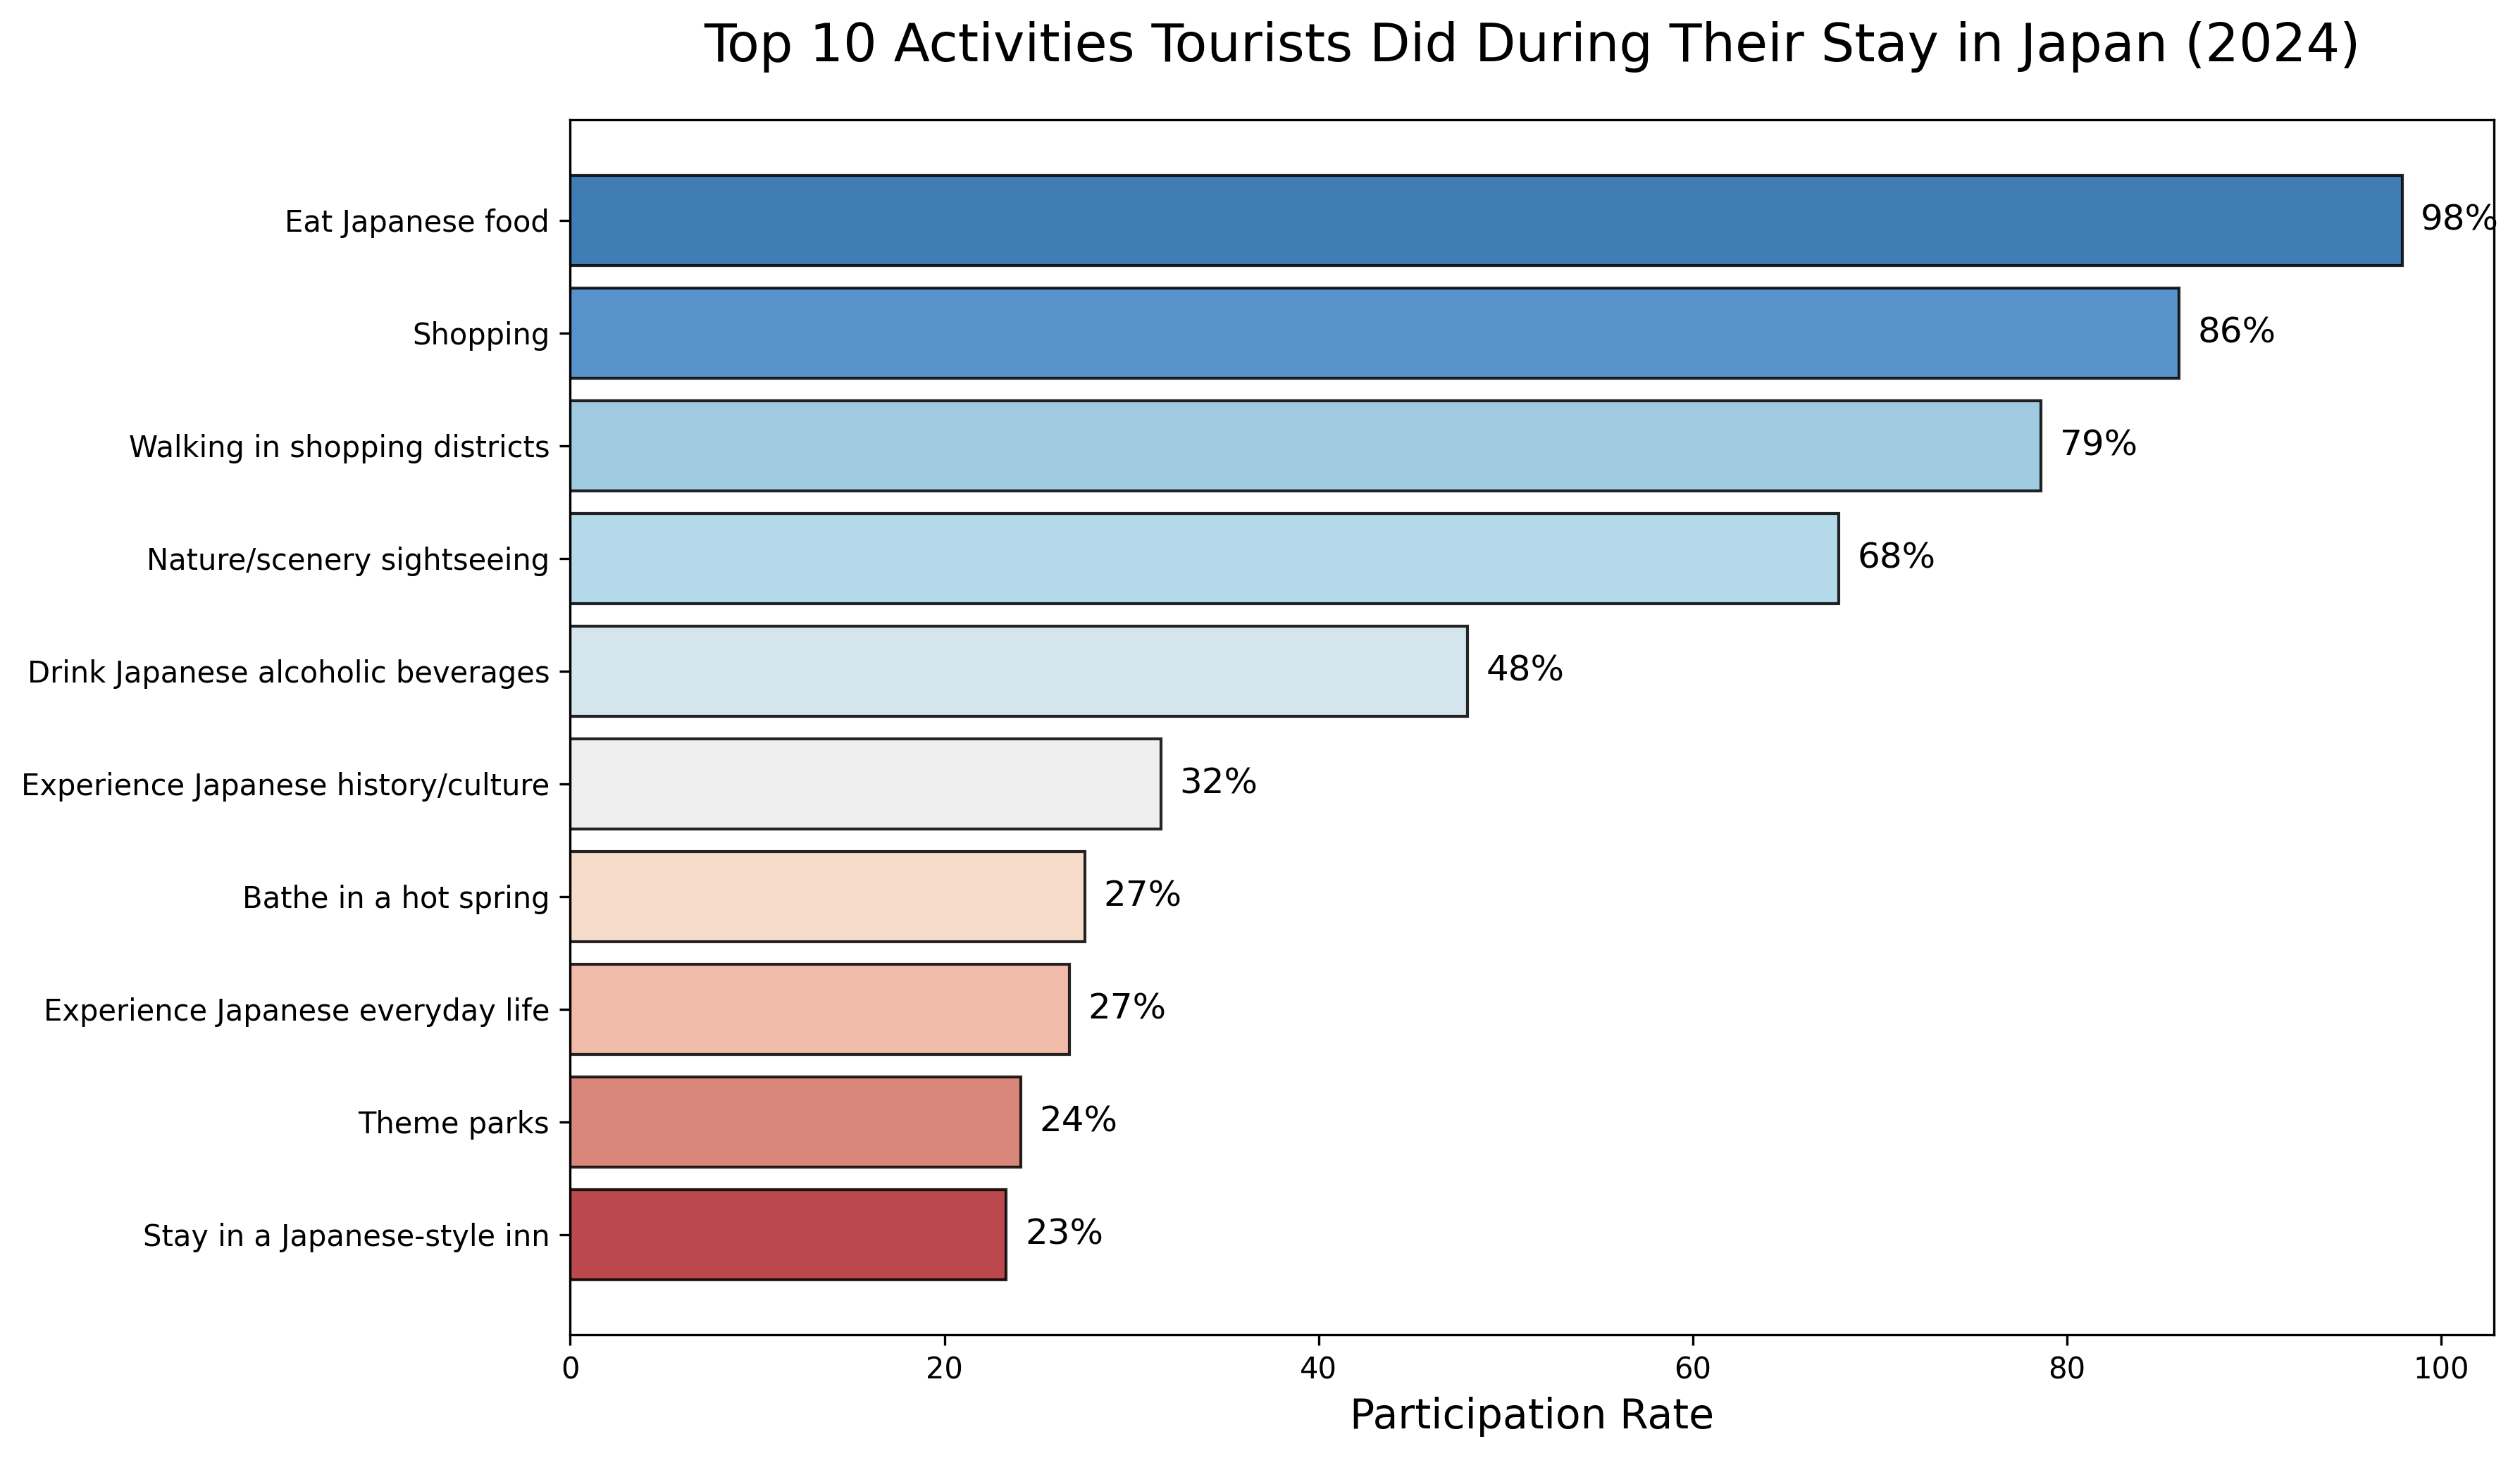 Top 10 Activities Tourists Did During Their Stay in Japan (2024)
Eat Japanese food 98%
Shopping 86%
Walking in shopping districts 79%
Nature/scenery sightseeing 68%
Drink Japanese alcoholic beverages 48%
Experience Japanese history/culture 32%
Bathe in a hot spring 27%
Experience Japanese everyday life 27%
Theme parks 24%
Stay in a Japanese-style inn 23%
0 20 40 60 80 100
Participation Rate